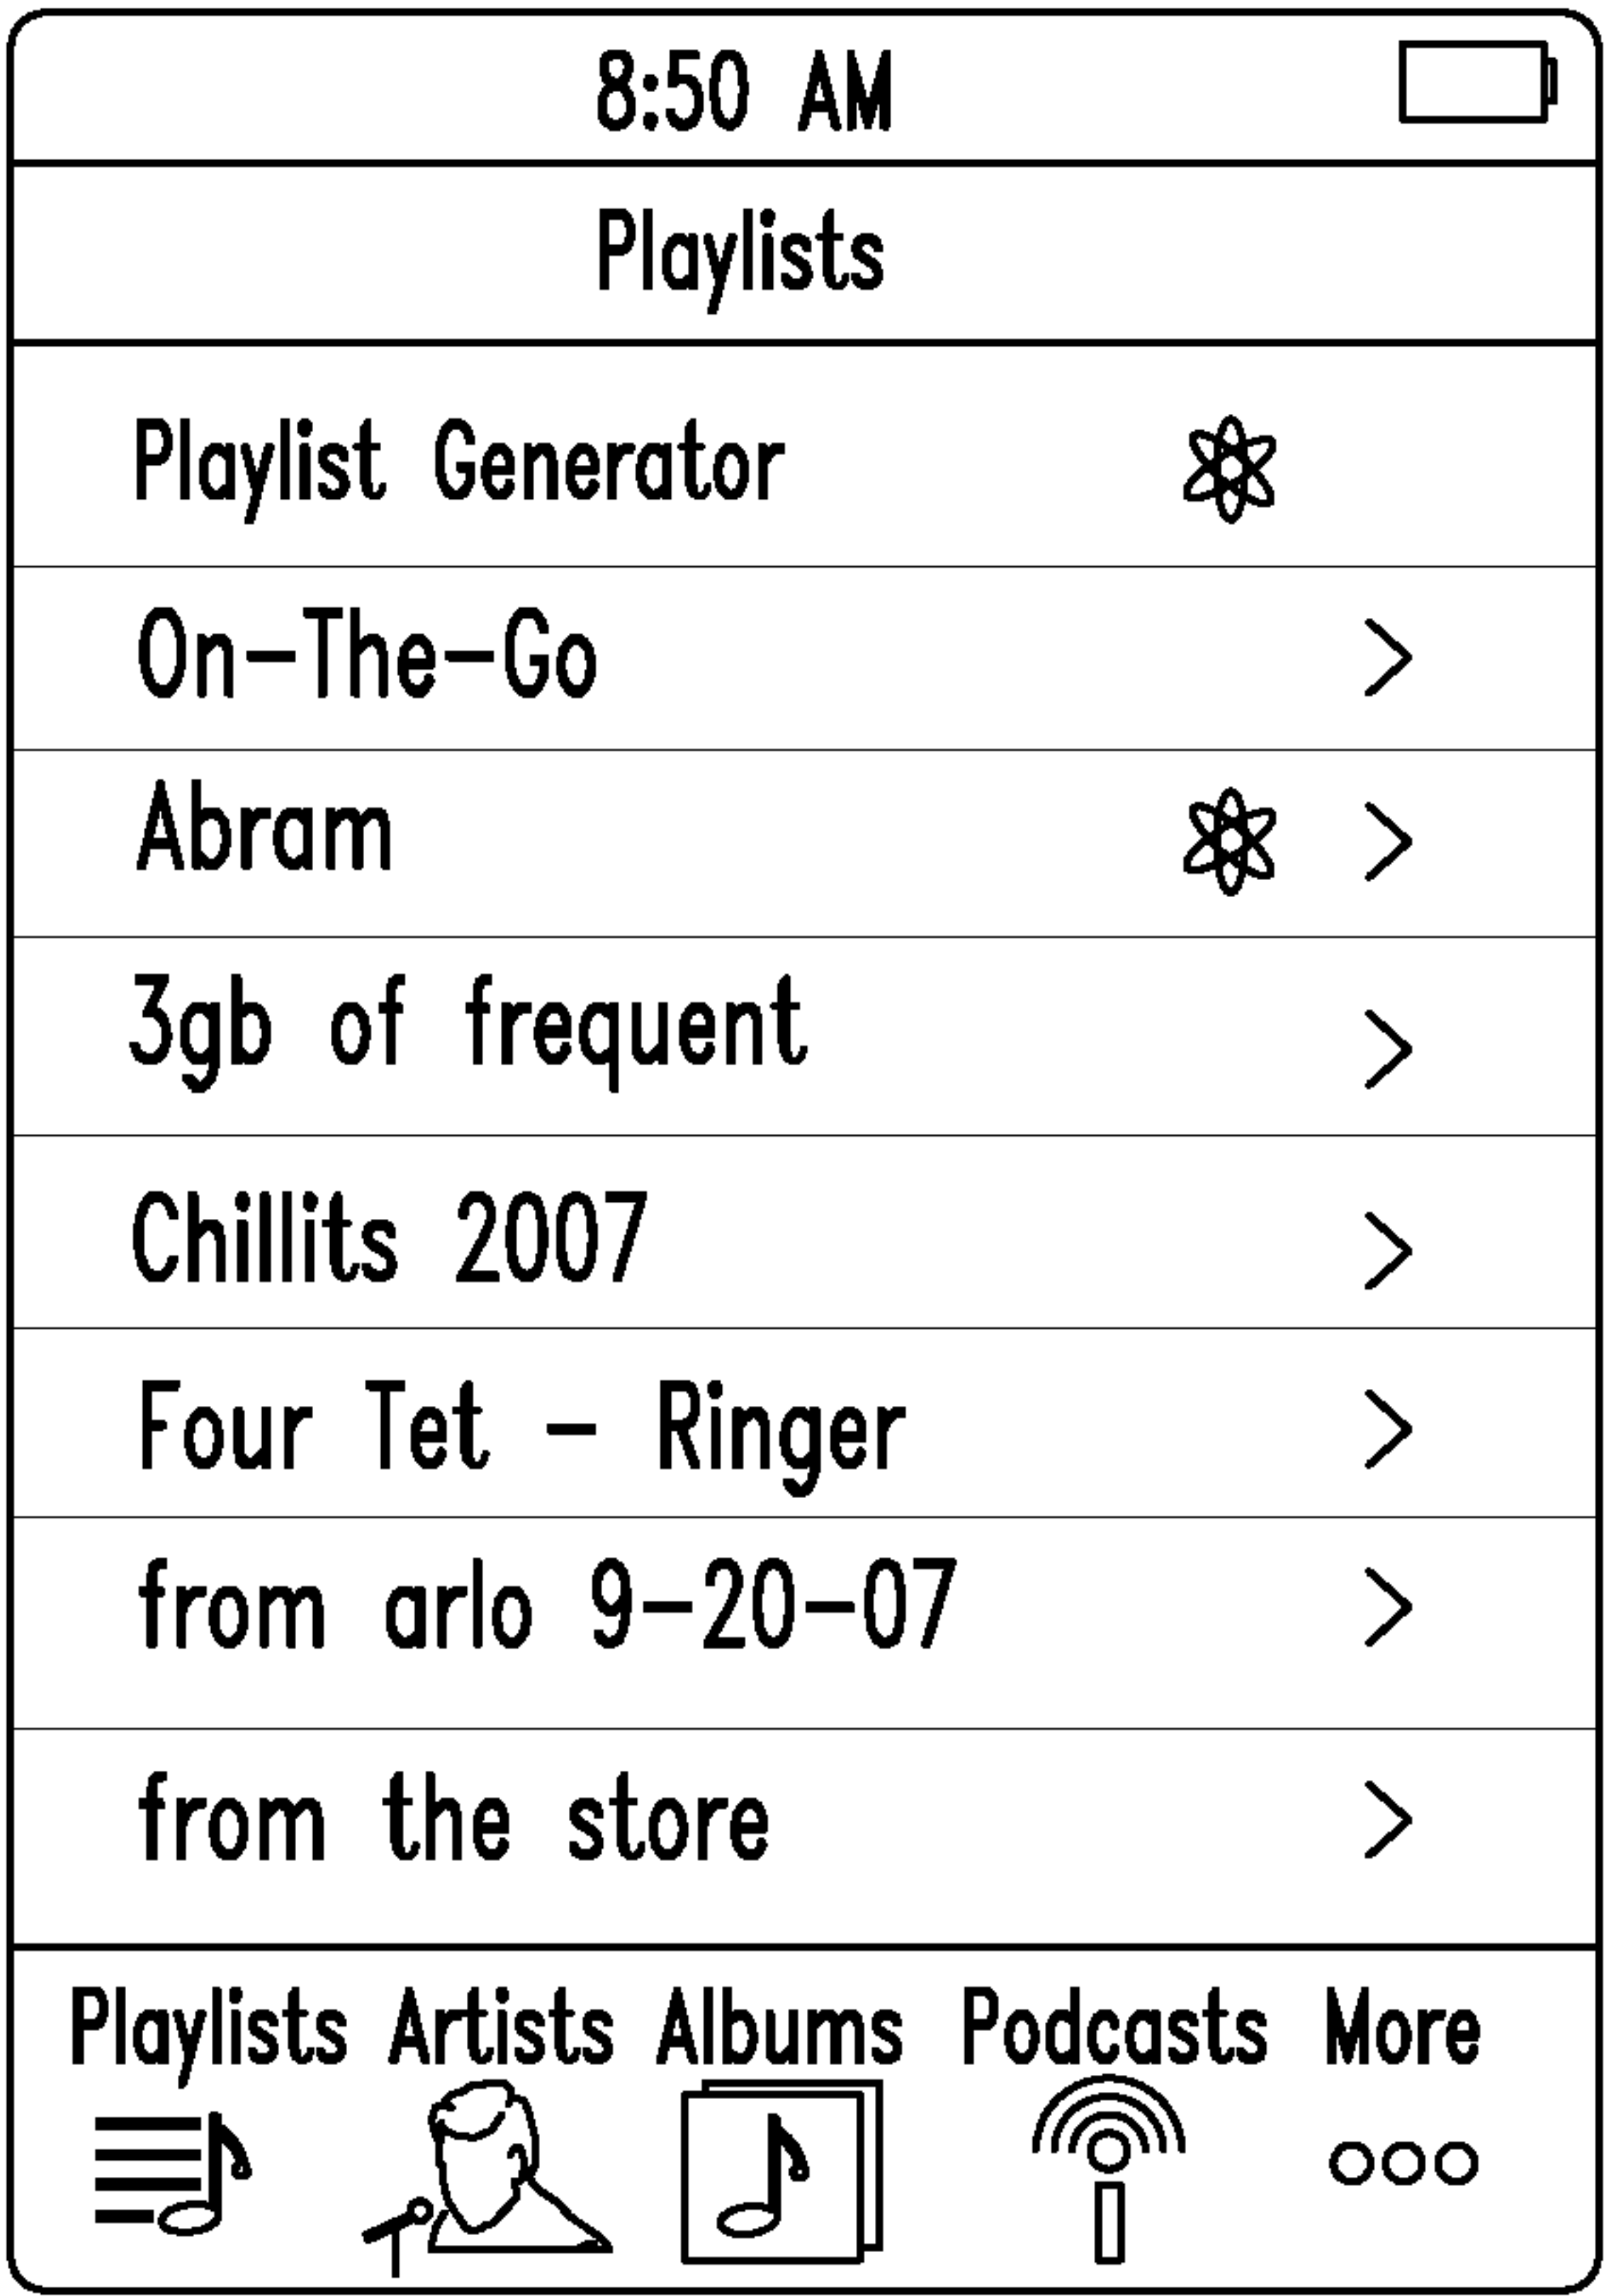 8:50 AM
Playlists
Playlist Generator
On-The-Go
Abram
3gb of frequent
Chillits 2007
Four Tet - Ringer
from arlo 9-20-07
from the store
Playlists Artists Albums Podcasts More